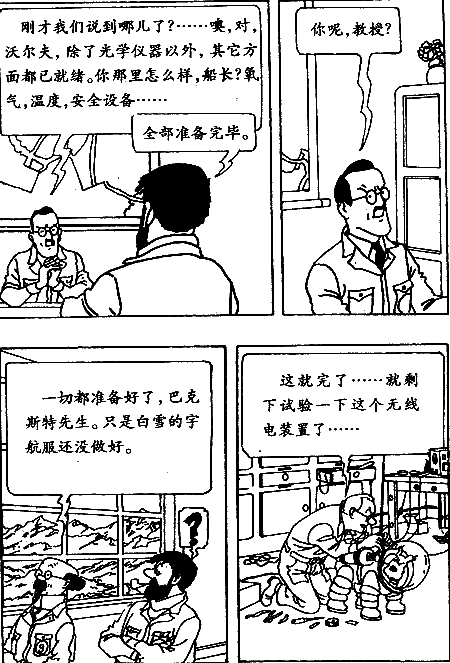 刚才我们说到哪儿了？……噢，对，
沃尔夫，除了光学仪器以外，其它方
面都已就绪。你那里怎么样，船长？氧
气，温度，安全设备……
全部准备完毕。
你呢，教授？
一切都准备好了，巴克
斯特先生。只是白雪的宇
航服还没做好。
?
这就完了……就剩
下试验一下这个无线
电装置了……